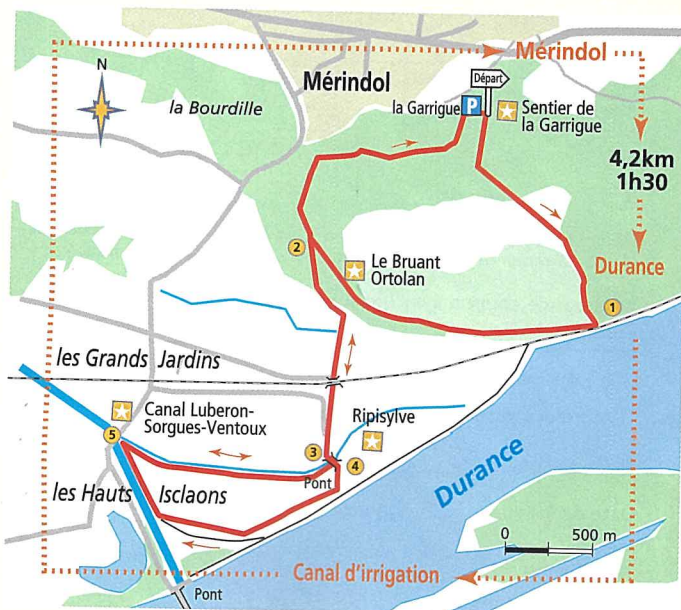 Mérindol
N
Mérindol
Départ
la Bourdille
la Garrigue
P
Sentier de
la Garrigue
4,2km
1h30
2
Le Bruant
Ortolan
Durance
1
les Grands Jardins
Canal Luberon-
Sorgues-Ventoux
Ripisylve
5
3
4
Pont
Durance
les Hauts Isclaons
0 500 m
Canal d'irrigation
Pont